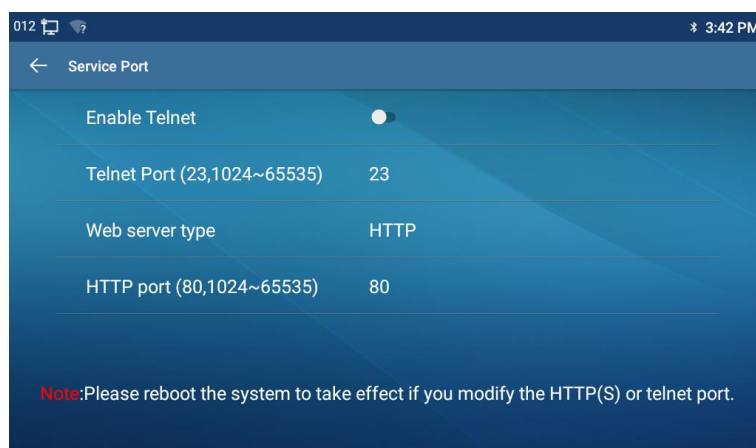 012 ? 3:42 PM
Service Port
Enable Telnet
Telnet Port (23,1024~65535) 23
Web server type HTTP
HTTP port (80,1024~65535) 80
Note:Please reboot the system to take effect if you modify the HTTP(S) or telnet port.